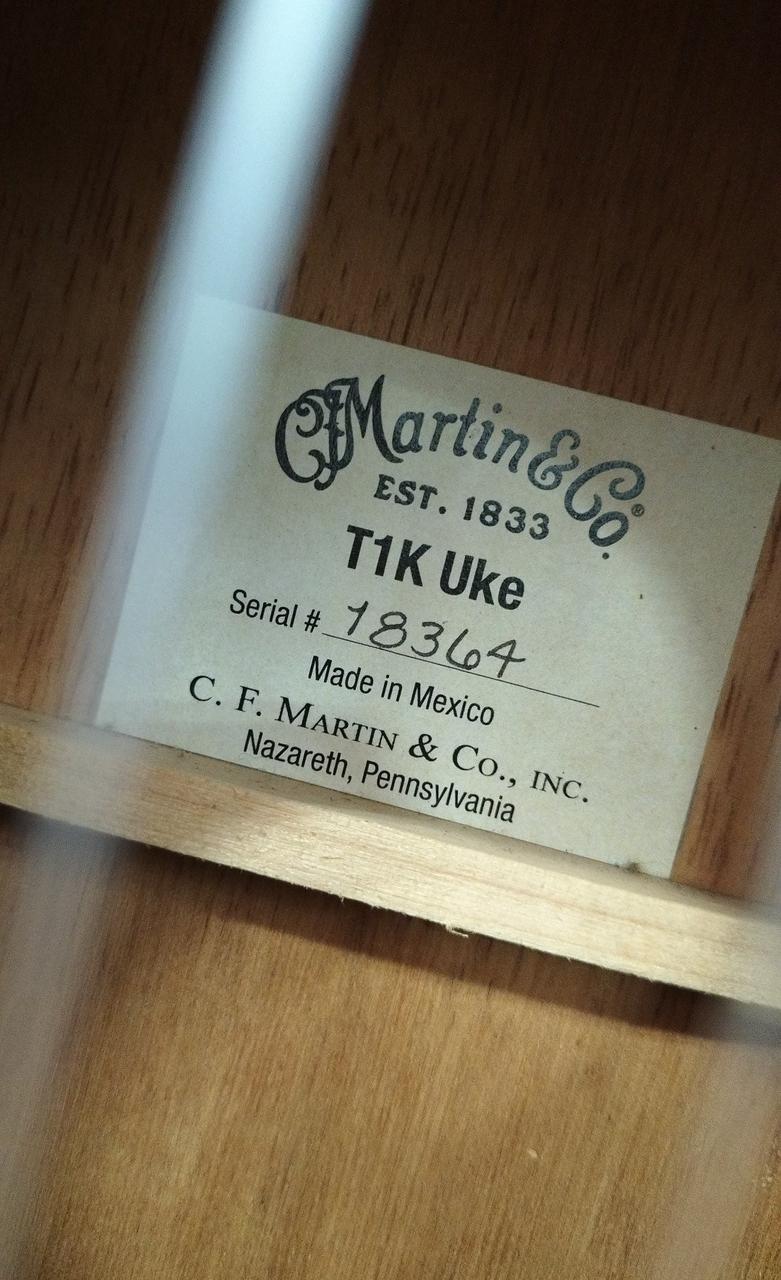 CFMartin & Co.®
EST. 1833
T1K Uke
Serial # 18364
Made in Mexico
C. F. MARTIN & CO., INC.
Nazareth, Pennsylvania